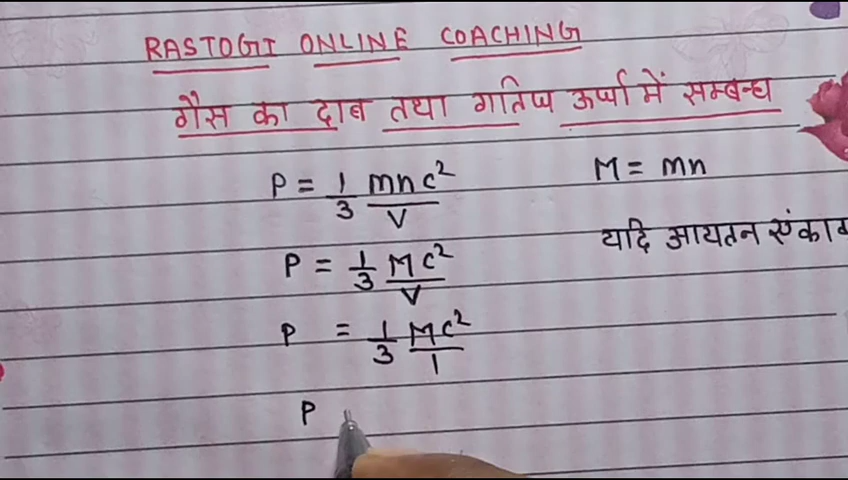 RASTOGI ONLINE COACHING
गैस का दाब तथा गतिज ऊर्जा में सम्बन्ध
P = 1/3 mnc²/V M = mn
P = 1/3 Mc²/V यदि आयतन
P = 1/3 Mc²/1
P